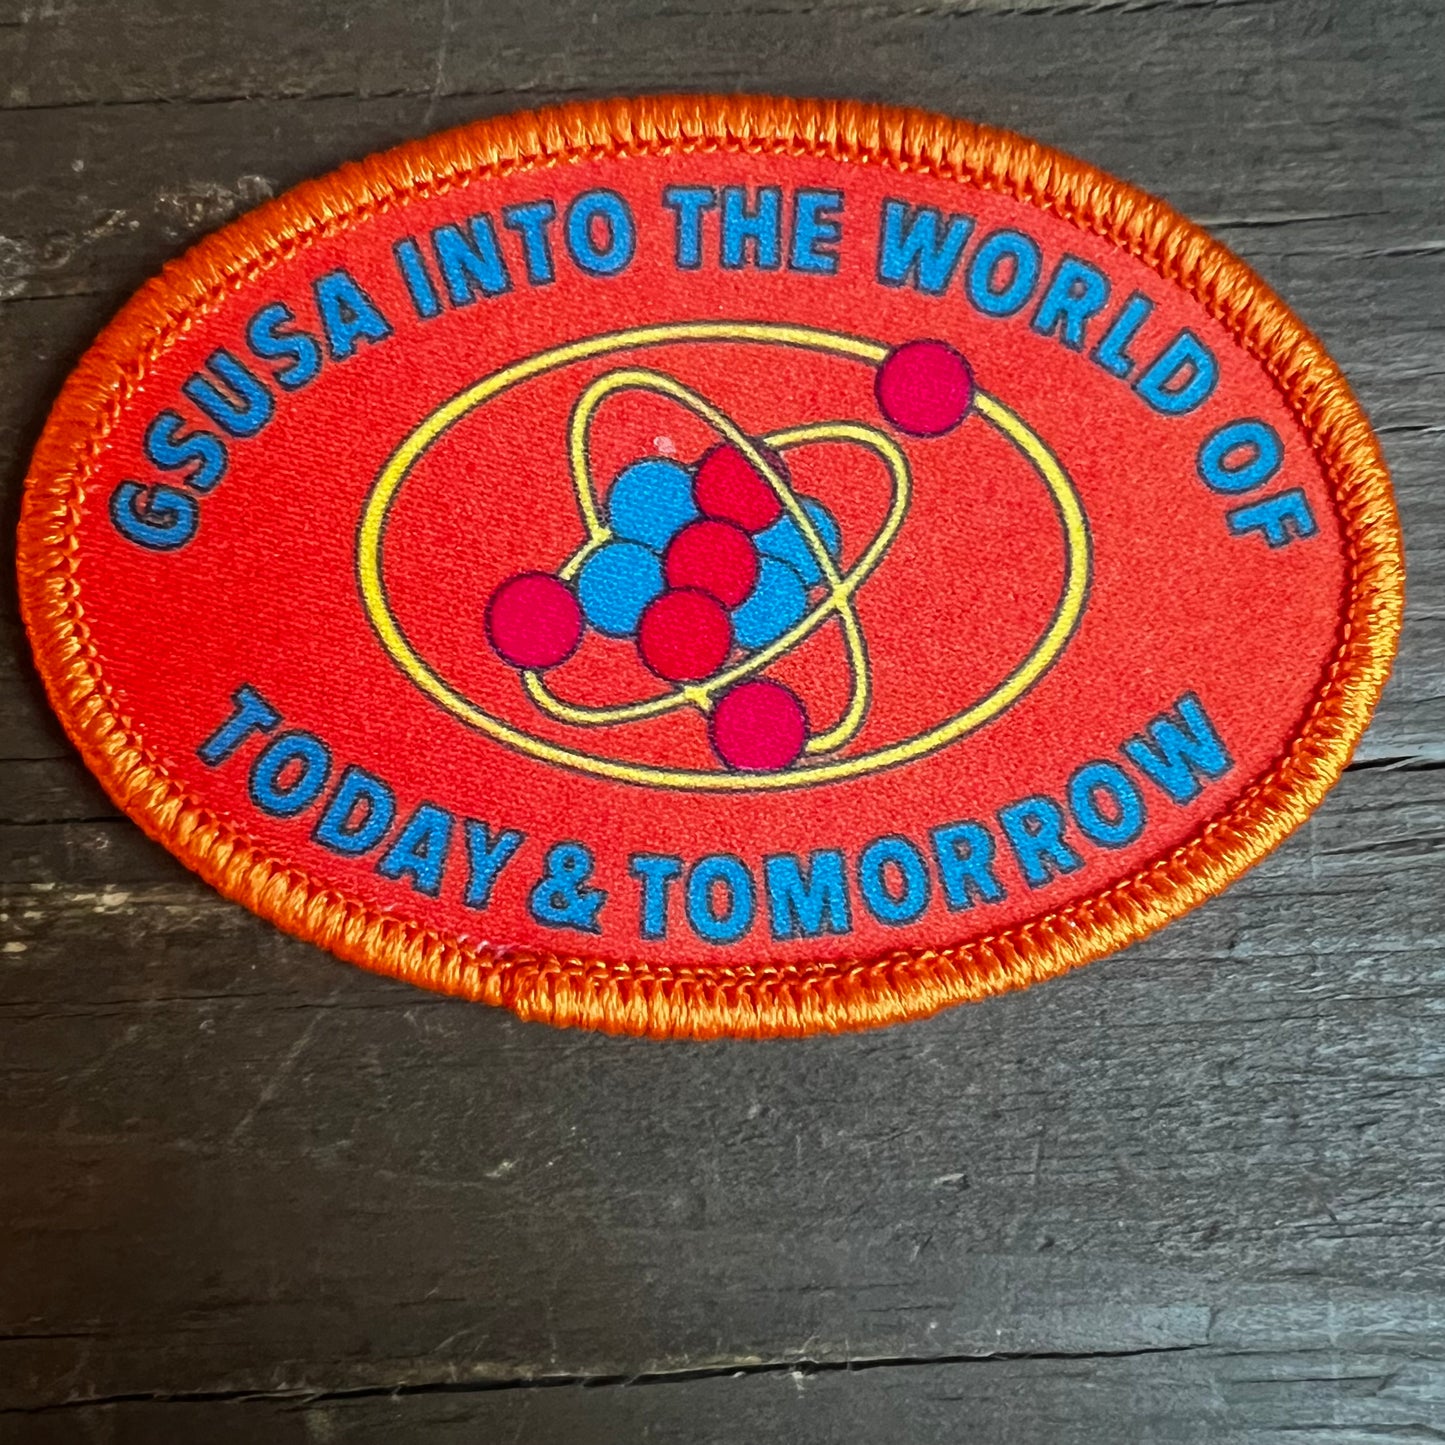 GSUSA INTO THE WORLD OF
TODAY & TOMORROW